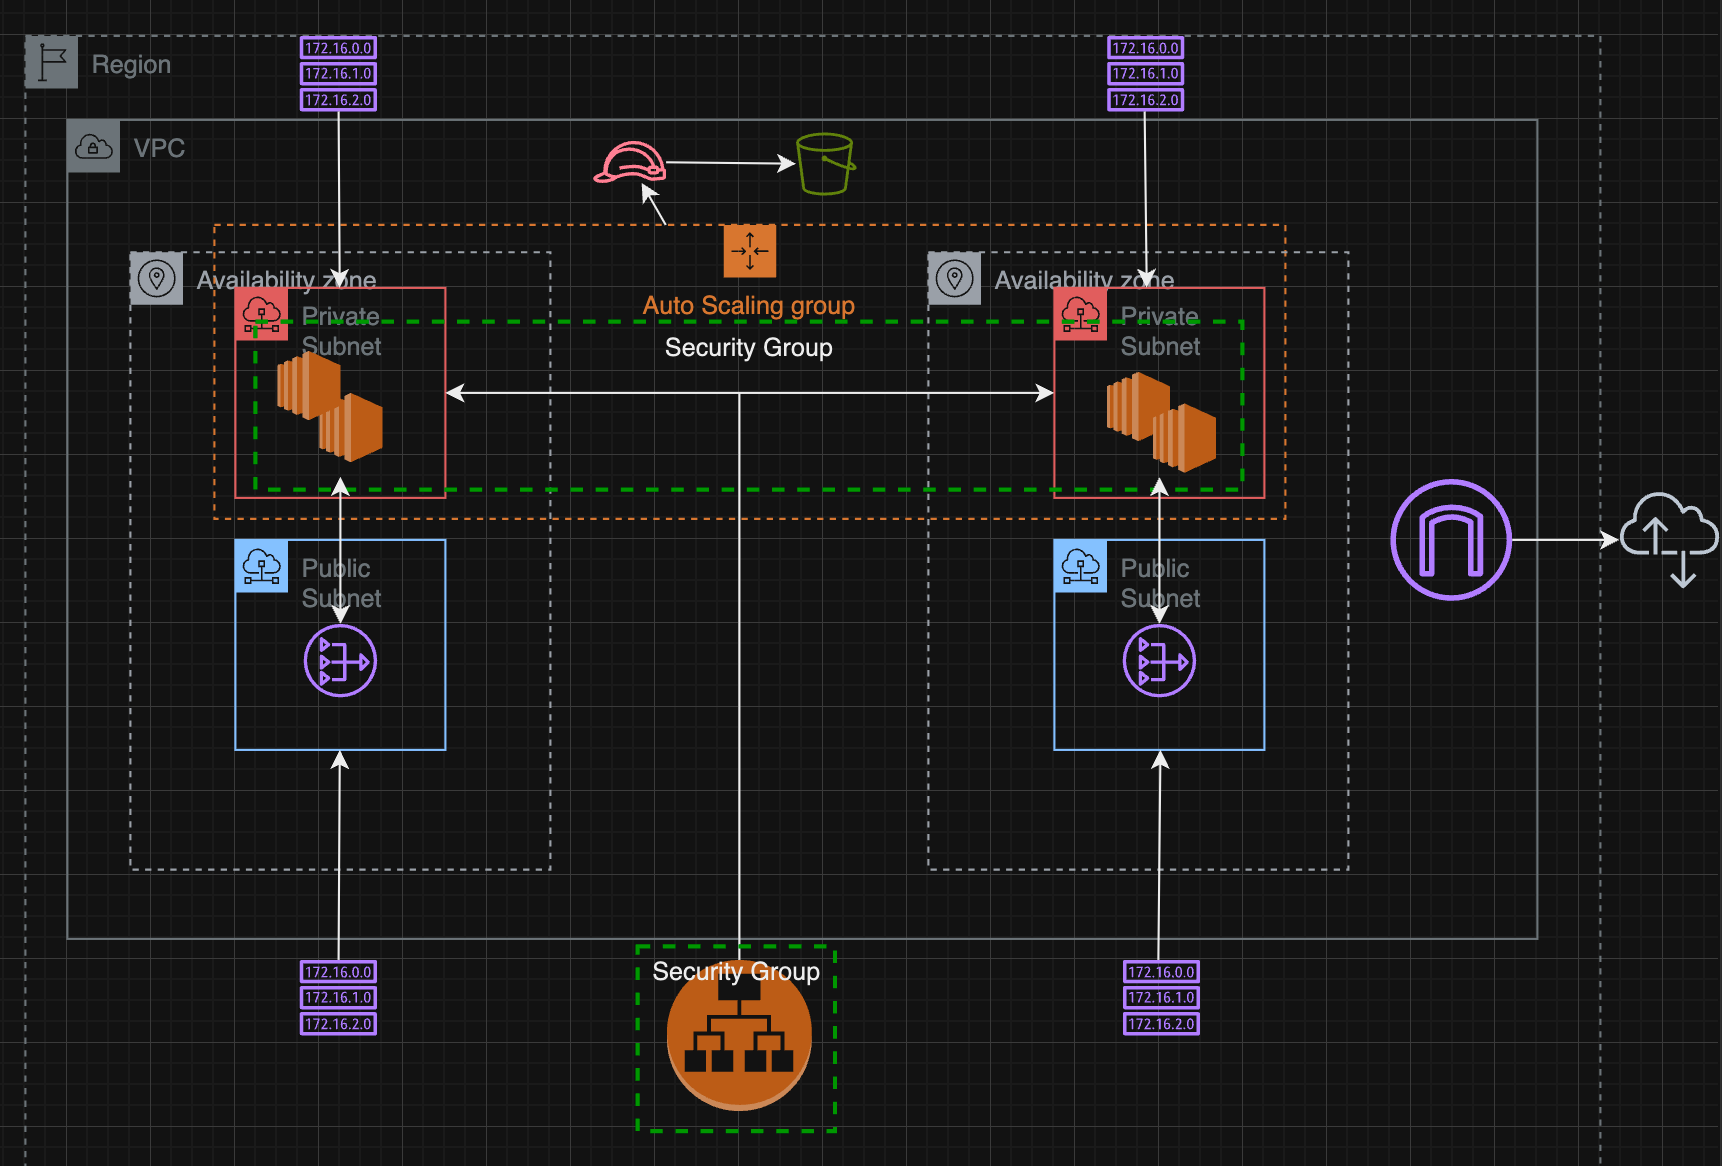 Region
172.16.0.0
172.16.1.0
172.16.2.0
172.16.0.0
172.16.1.0
172.16.2.0
VPC
Availability zone
Availability zone
Auto Scaling group
Private
Subnet
Security Group
Private
Subnet
Public
Subnet
Public
Subnet
172.16.0.0
172.16.1.0
172.16.2.0
Security Group
172.16.0.0
172.16.1.0
172.16.2.0